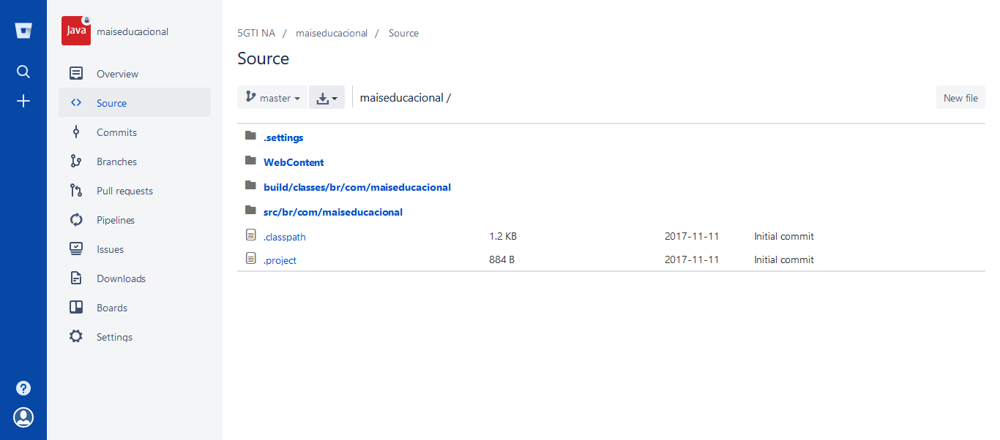 Java
maiseducacional
Overview
Source
Commits
Branches
Pull requests
Pipelines
Issues
Downloads
Boards
Settings
?
5GTI NA / maiseducacional / Source
Source
master
maiseducacional /
New file
.settings
WebContent
build/classes/br/com/maiseducacional
src/br/com/maiseducacional
.classpath 1.2 KB 2017-11-11 Initial commit
.project 884 B 2017-11-11 Initial commit